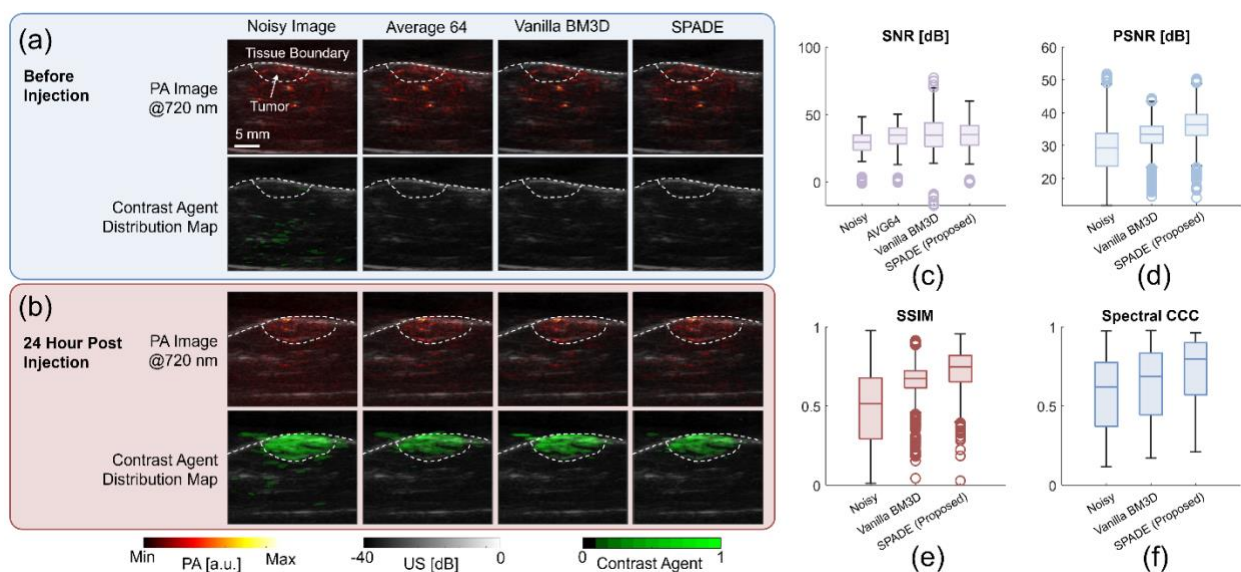 (a)
Before
Injection
Noisy Image
Average 64
Vanilla BM3D
SPADE
PA Image
@720 nm
Tissue Boundary
Tumor
5 mm
Contrast Agent
Distribution Map
(b)
24 Hour Post
Injection
PA Image
@720 nm
Contrast Agent
Distribution Map
Min
Max
PA [a.u.]
-40
0
US [dB]
0
1
Contrast Agent
SNR [dB]
100
50
0
Noisy
AVG64
Vanilla BM3D
SPADE (Proposed)
(c)
PSNR [dB]
60
50
40
30
20
Noisy
Vanilla BM3D
SPADE (Proposed)
(d)
SSIM
1
0.5
0
Noisy
Vanilla BM3D
SPADE (Proposed)
(e)
Spectral CCC
1
0.5
0
Noisy
Vanilla BM3D
SPADE (Proposed)
(f)